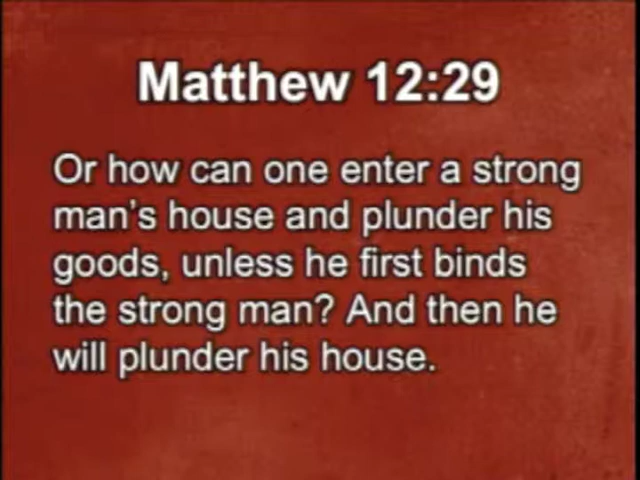 Matthew 12:29
Or how can one enter a strong
man's house and plunder his
goods, unless he first binds
the strong man? And then he
will plunder his house.